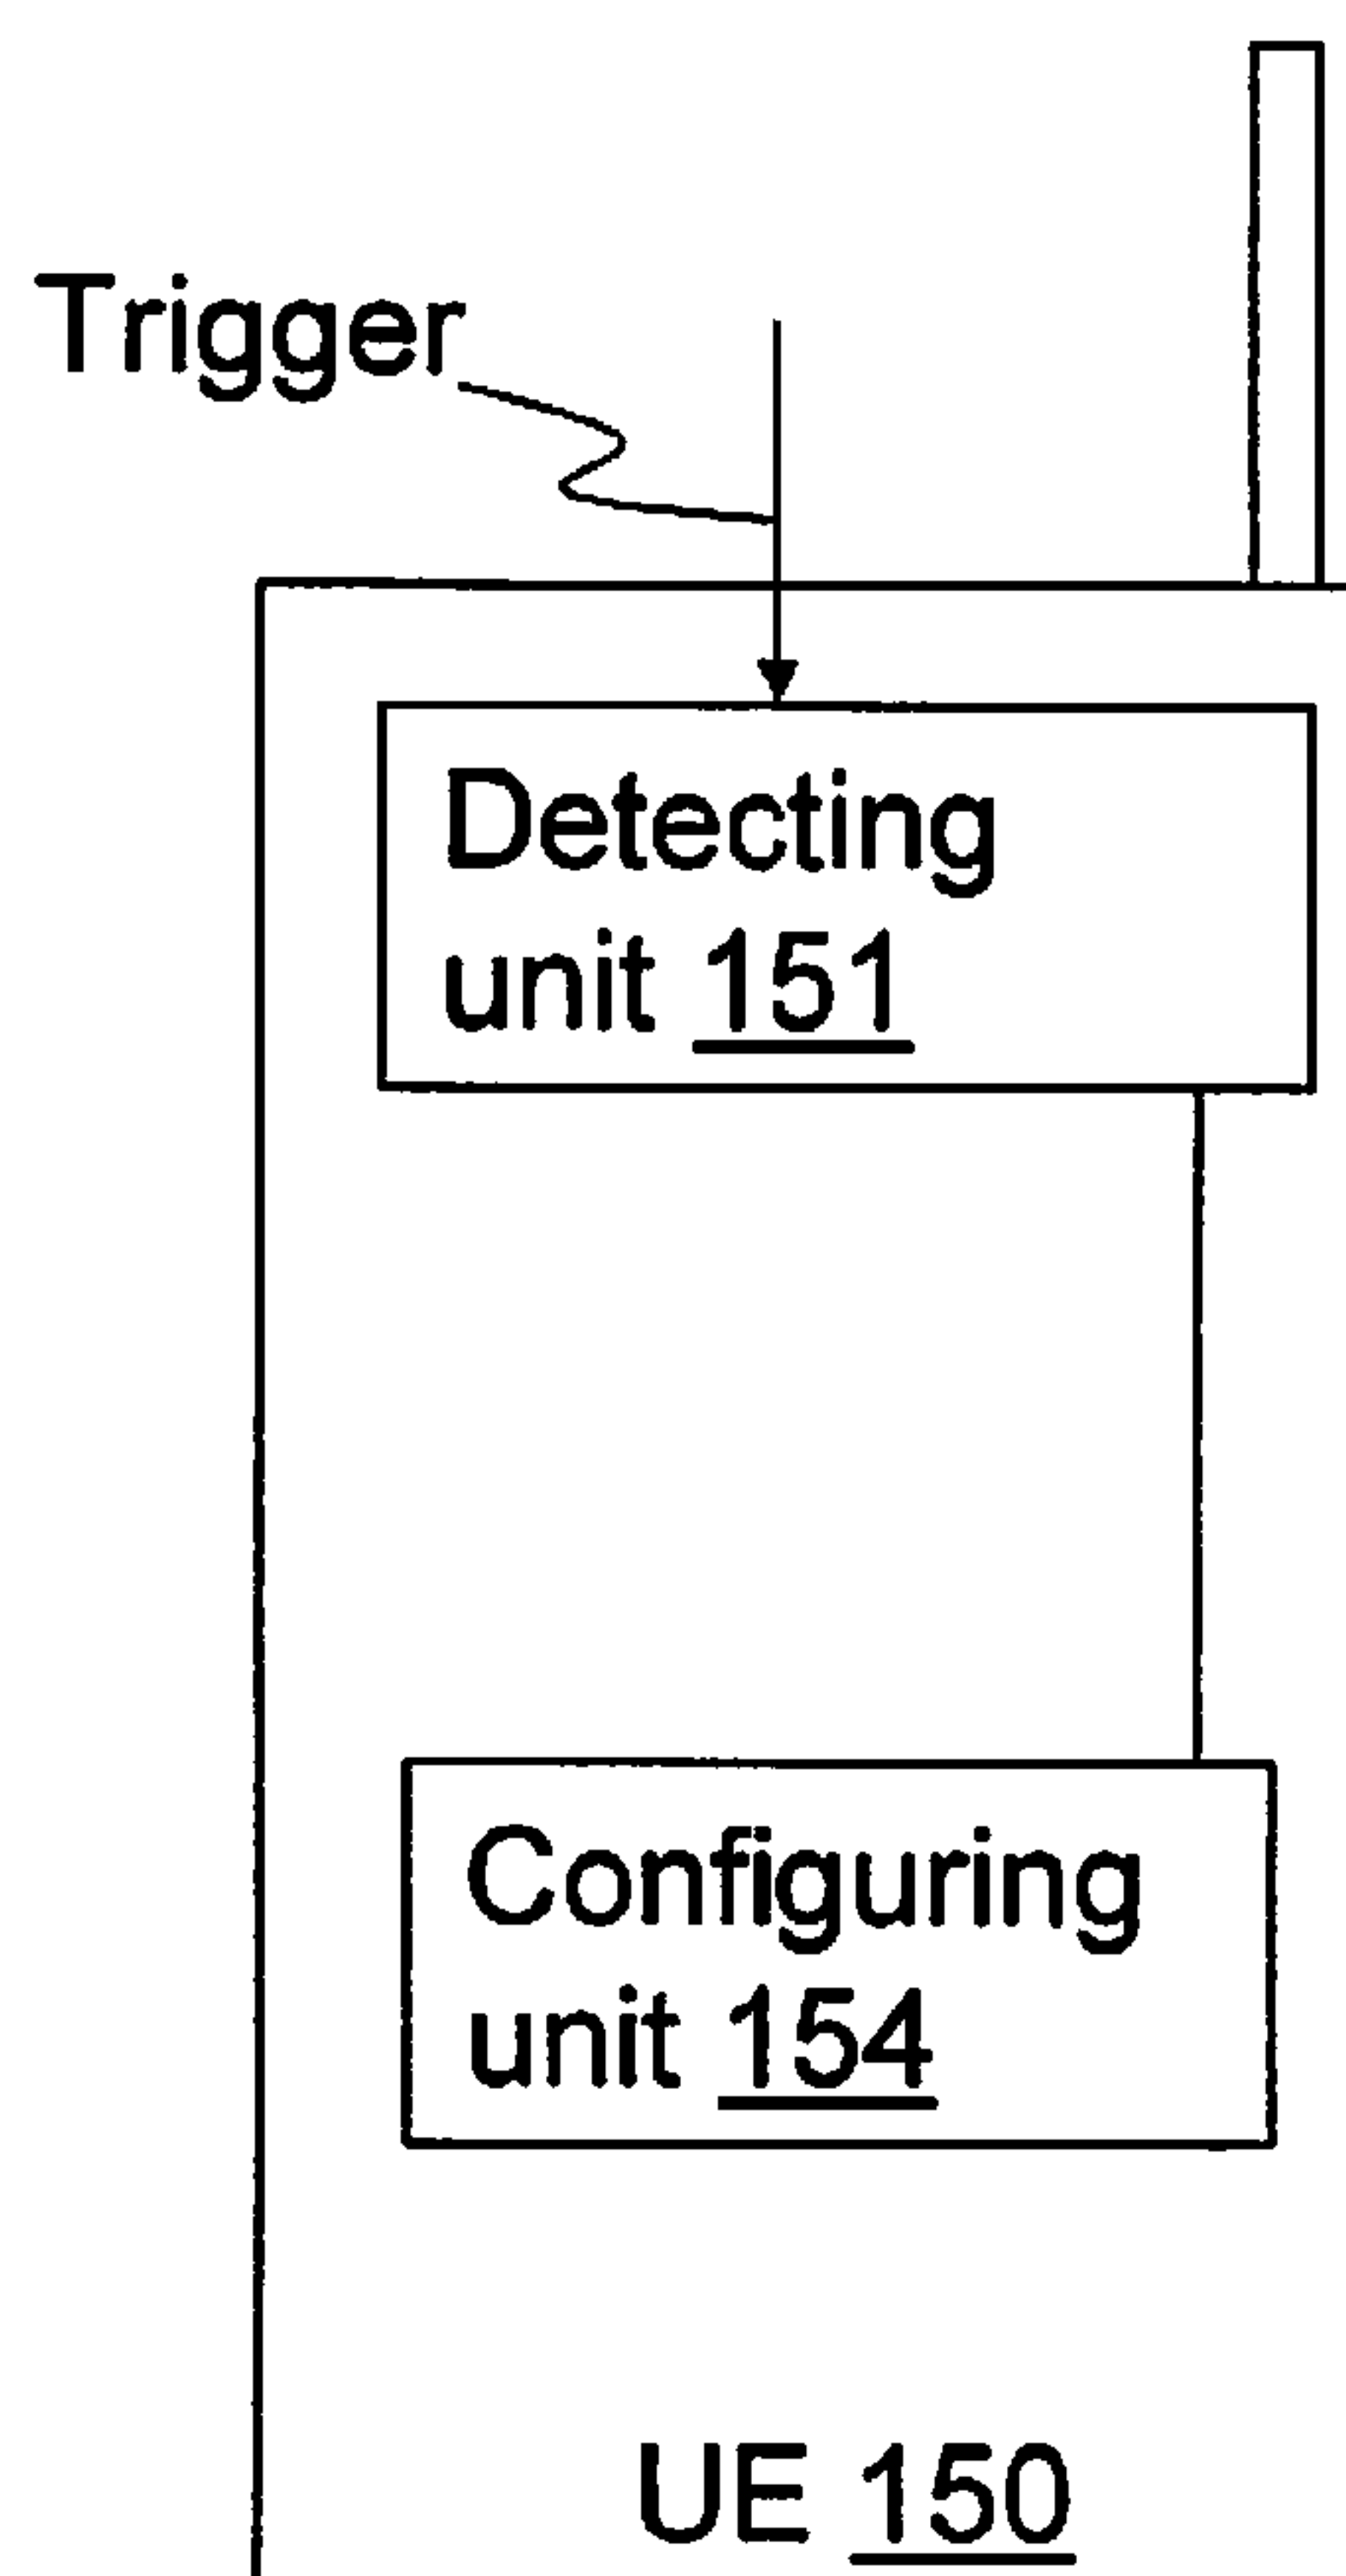 Trigger
Detecting
unit 151
Configuring
unit 154
UE 150